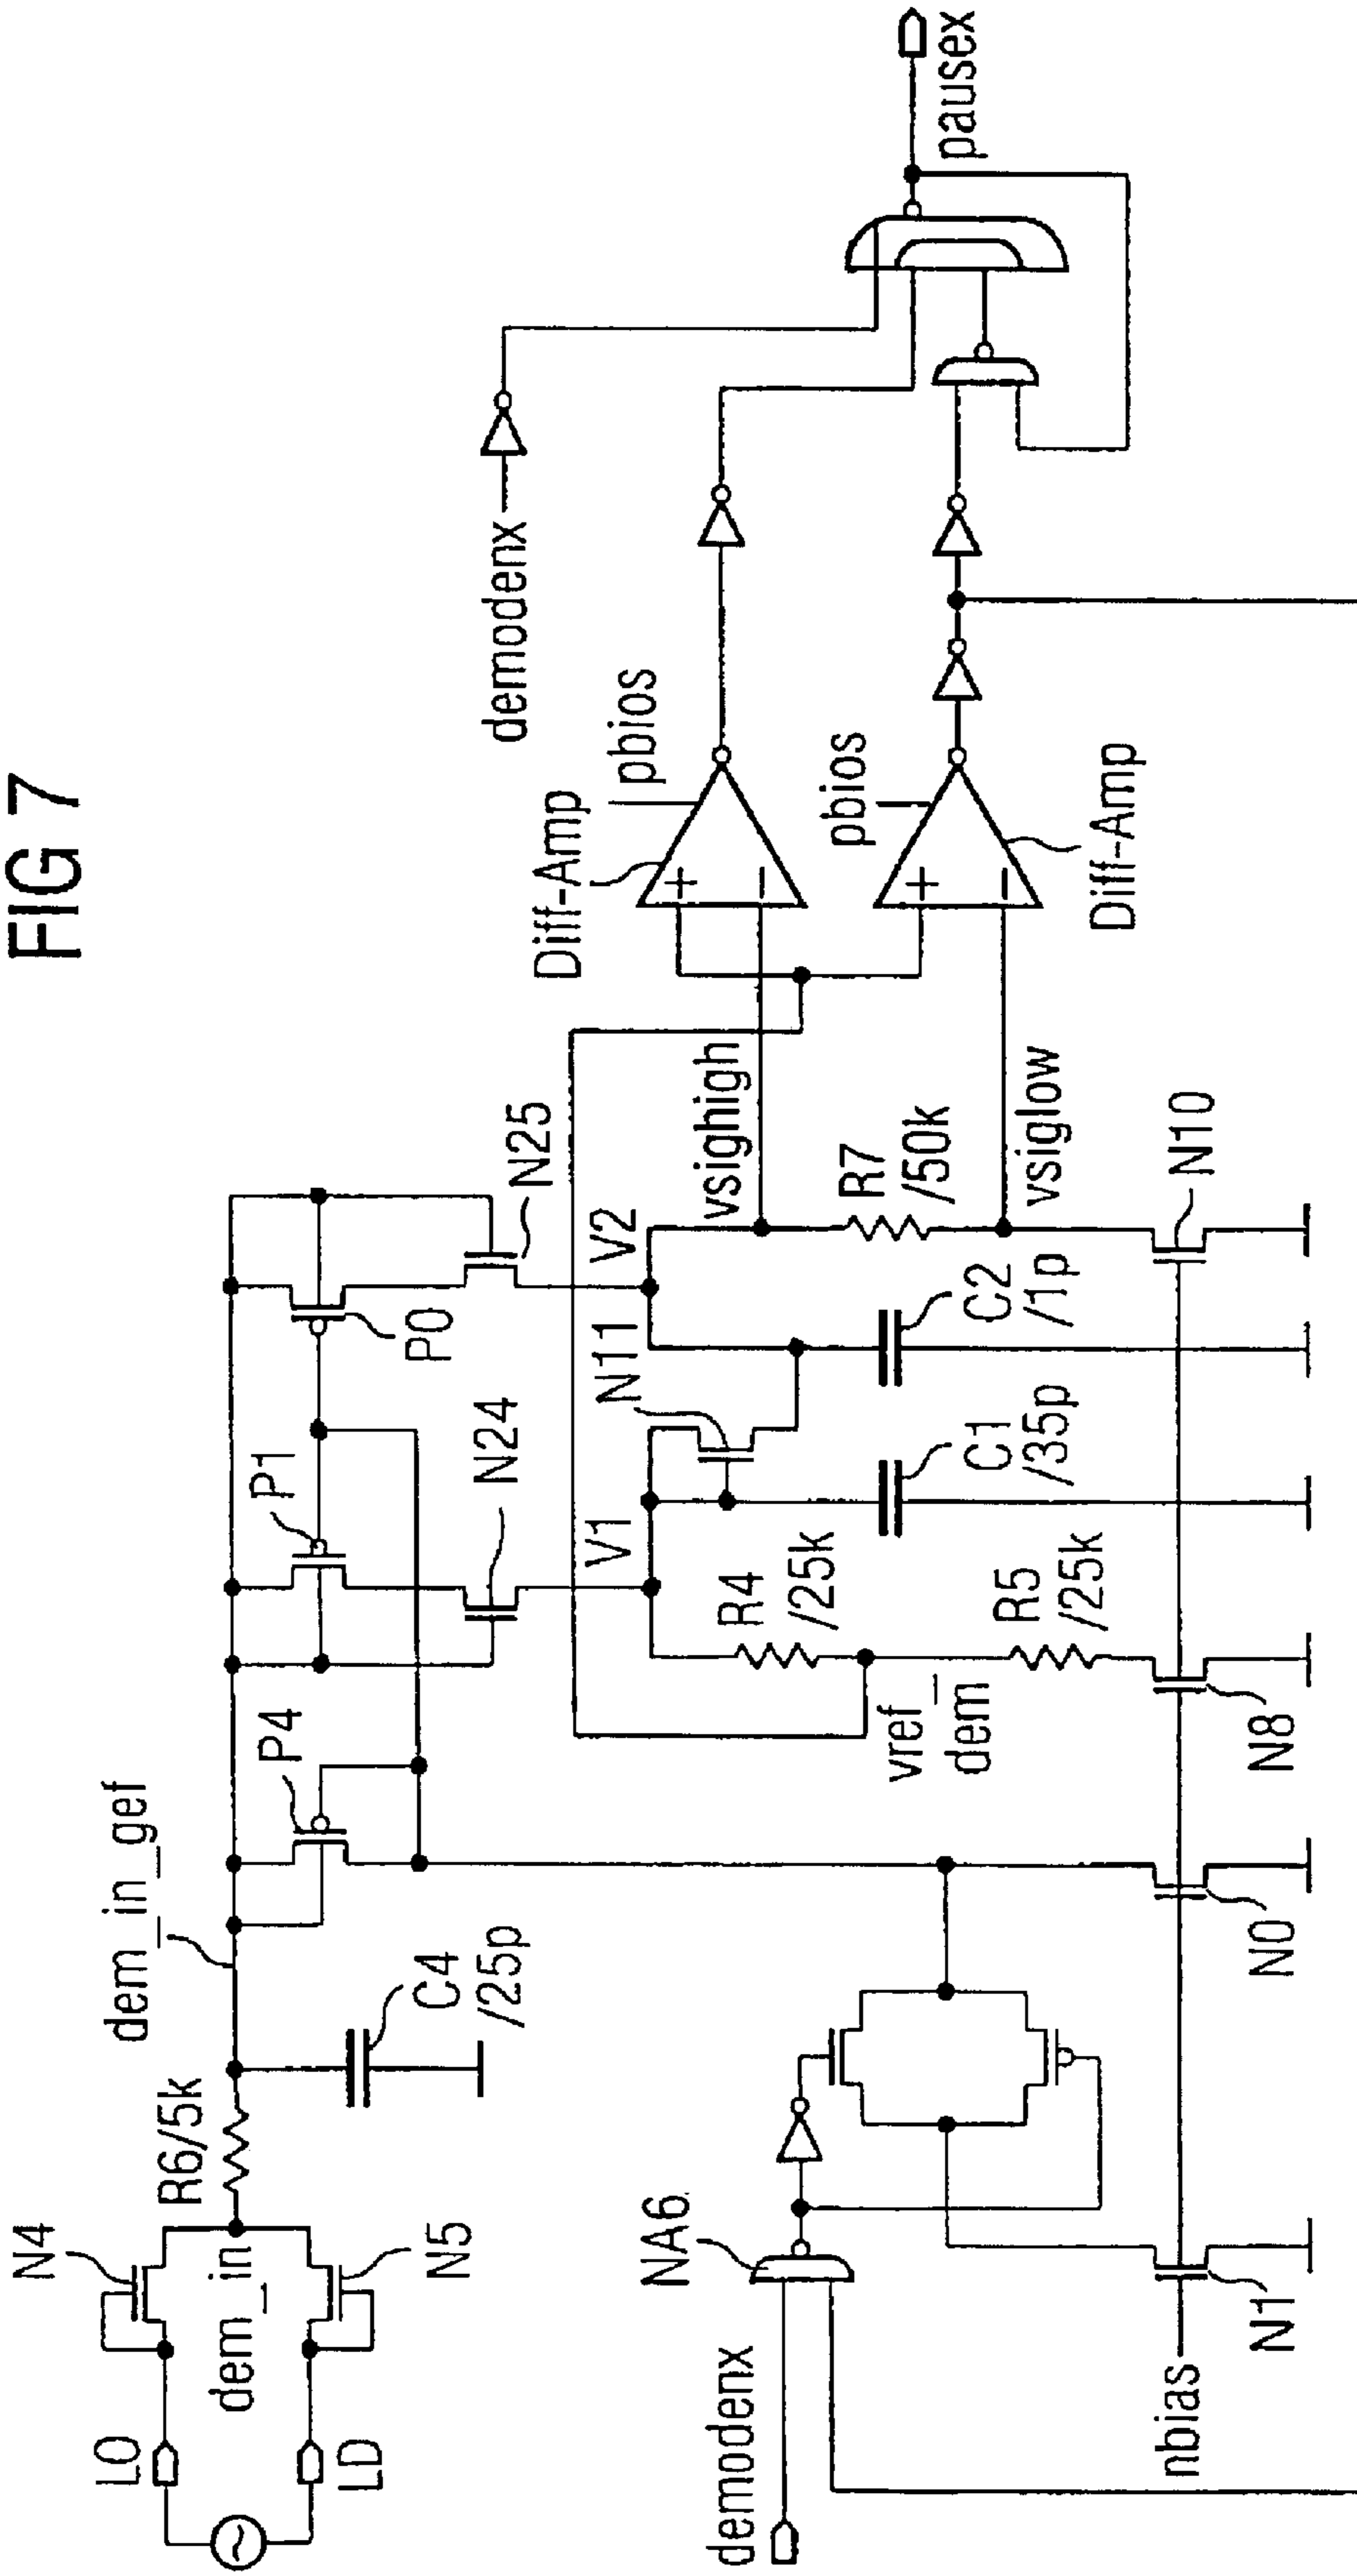 FIG 7
LO
LD
N4
N5
dem_in
R6/5k
dem_in_gef
C4
/25p
P4
P1
P0
N24
N25
V1
V2
N11
R4
/25k
R5
/25k
vref_
dem
C1
/35p
C2
/1p
vsighigh
R7
/50k
vsiglow
Diff-Amp
pbios
+
−
pbios
+
−
Diff-Amp
demodenx
pausex
demodenx
NA6
nbias
N1
N0
N8
N10